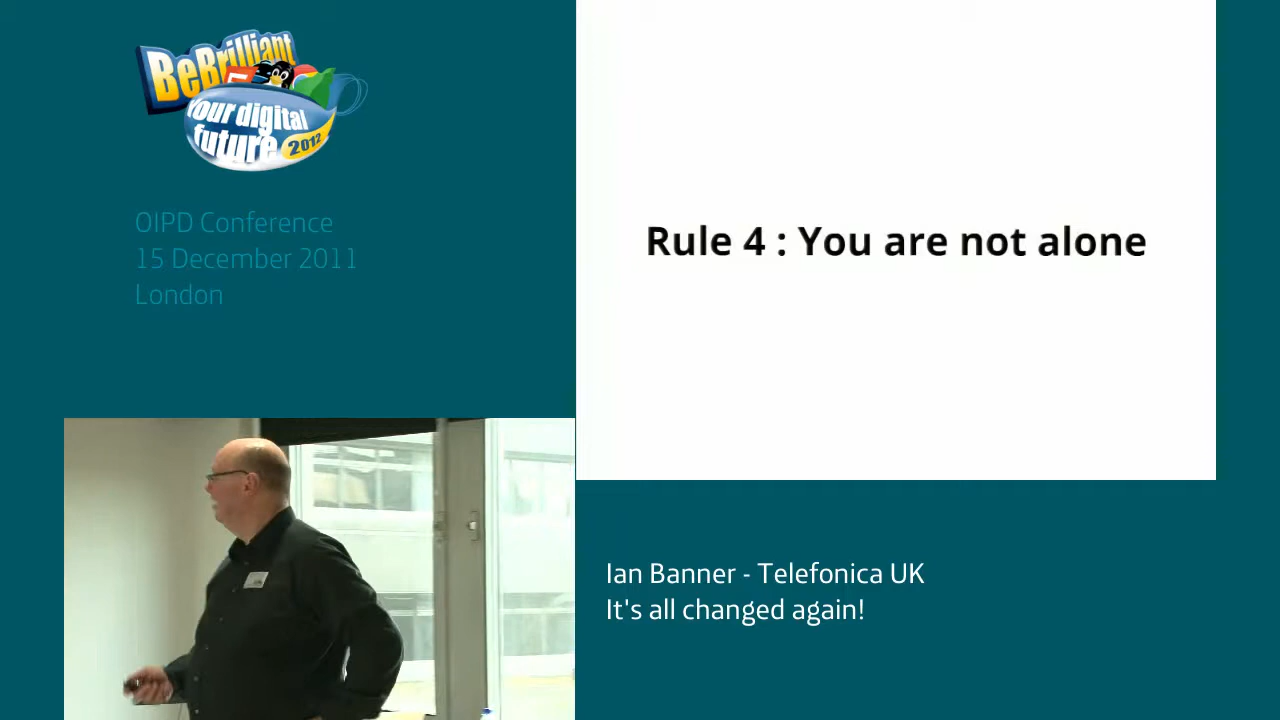 BeBrilliant
Your digital
future
2012
OIPD Conference
15 December 2011
London
Rule 4 : You are not alone
Ian Banner - Telefonica UK
It's all changed again!